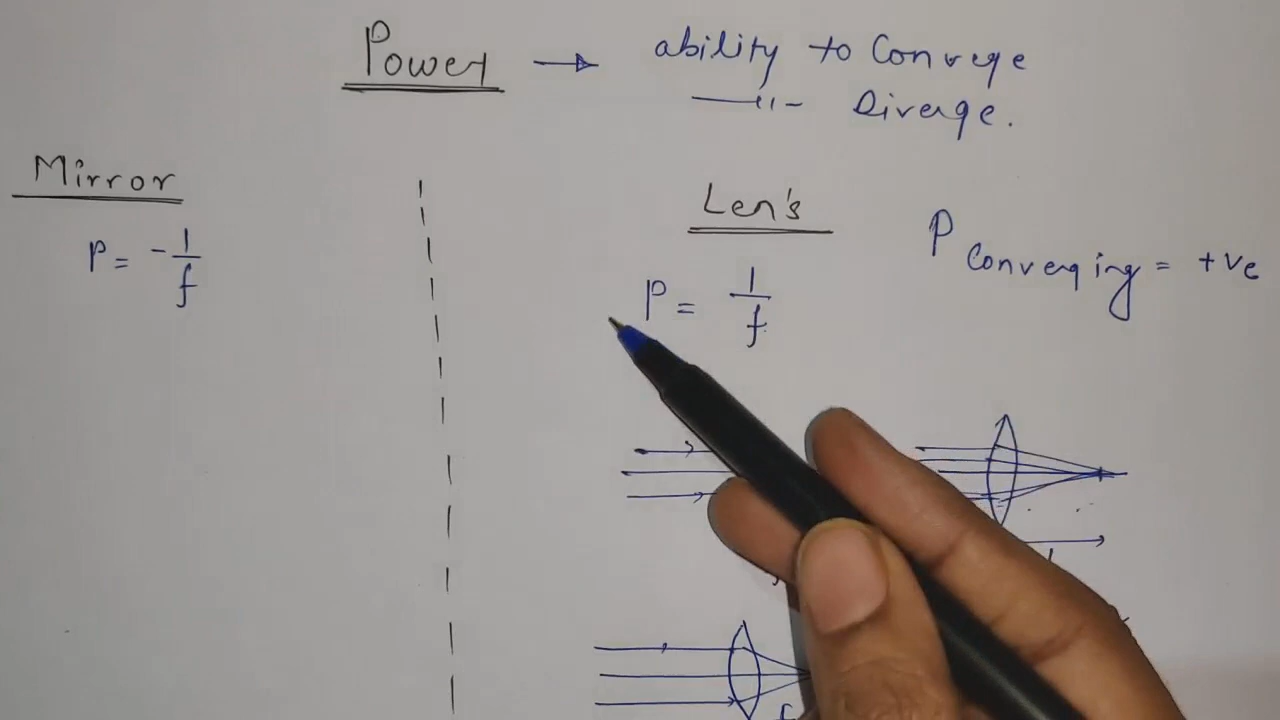 Power → ability to Converge
—〃— Diverge.
Mirror
P = -1/f
Len's
P = 1/f
P Converging = +ve